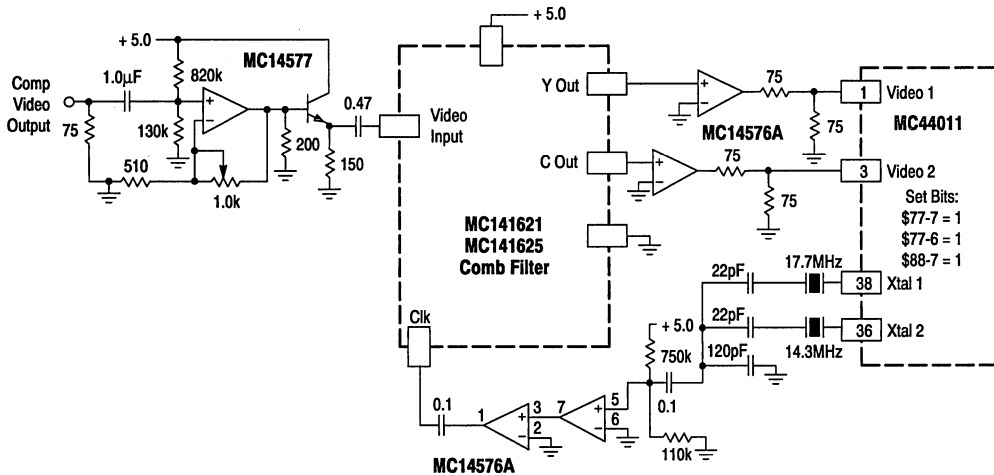 + 5.0
+ 5.0
MC14577
820k
1.0µF
Comp
Video
Output
75
+
−
130k
510
1.0k
200
0.47
150
Video
Input
Y Out
C Out
MC141621
MC141625
Comb Filter
Clk
+
−
75
75
MC14576A
+
−
75
75
1
Video 1
MC44011
3
Video 2
Set Bits:
$77-7 = 1
$77-6 = 1
$88-7 = 1
22pF
17.7MHz
38
Xtal 1
22pF
14.3MHz
36
Xtal 2
120pF
+ 5.0
750k
0.1
110k
5
+
−
6
7
3
+
−
2
1
0.1
MC14576A